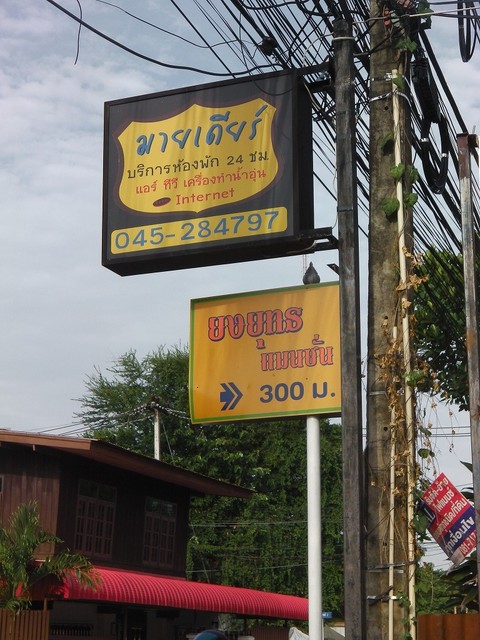 มายเดียร์
บริการห้องพัก 24 ชม.
แอร์ ทีวี เครื่องทำน้ำอุ่น
Internet
045-284797
ยงยุทธ
แมนชั่น
300 ม.